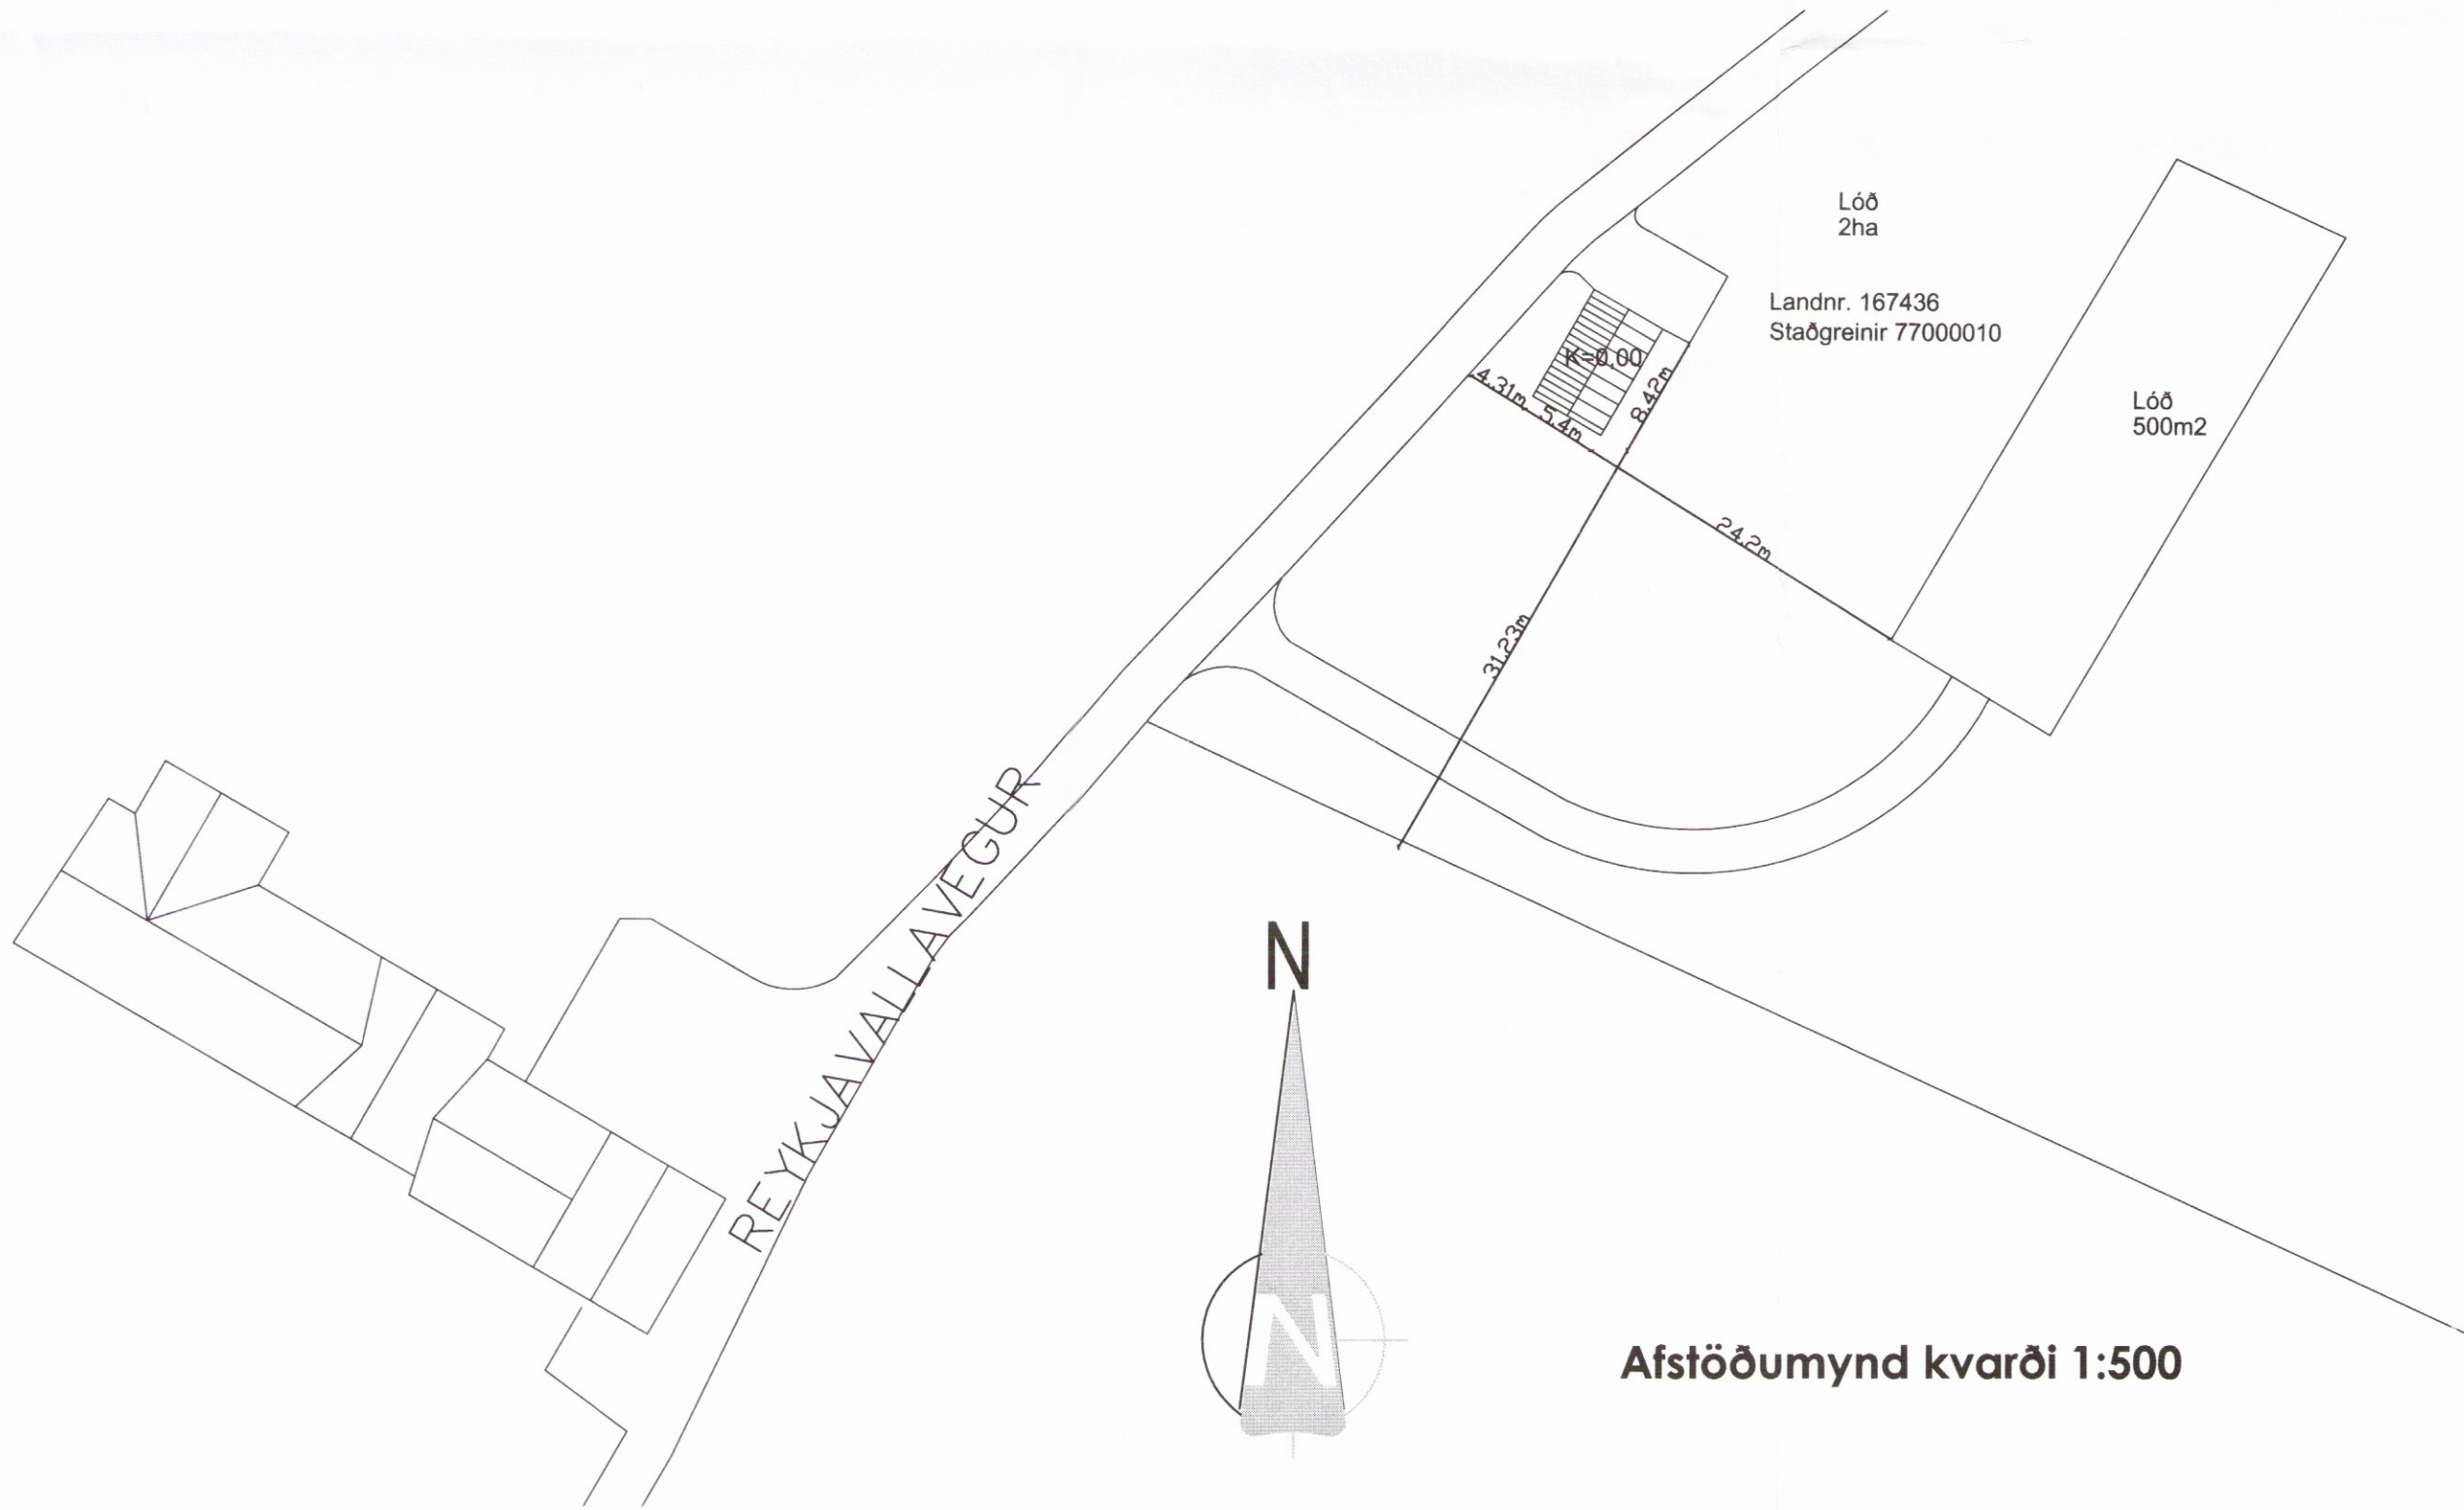 Lóð
2ha
Landnr. 167436
Staðgreinir 77000010
K=0,00
4.31m
5.4m
8.42m
Lóð
500m2
24.2m
31.23m
REYKJAVALLAVEGUR
N
N
Afstöðumynd kvarði 1:500